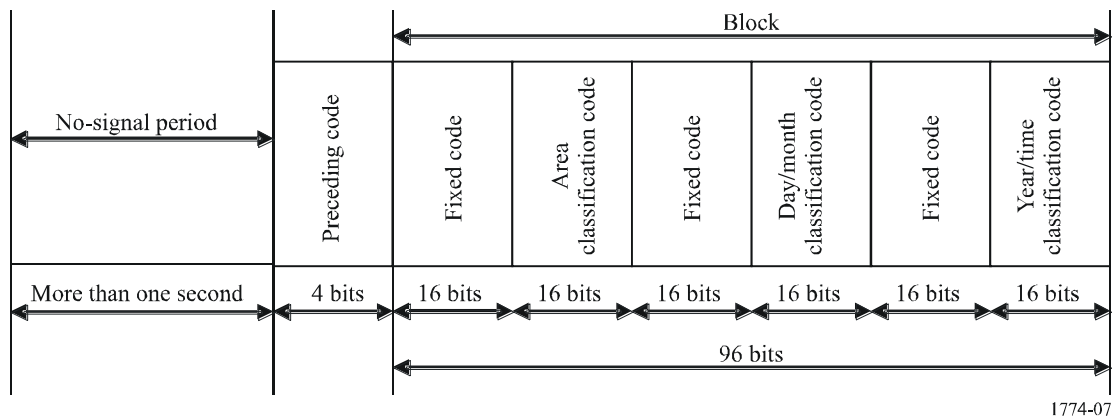 Block
No-signal period
Preceding code
Fixed code
Area
classification code
Fixed code
Day/month
classification code
Fixed code
Year/time
classification code
More than one second
4 bits
16 bits
16 bits
16 bits
16 bits
16 bits
16 bits
96 bits
1774-07